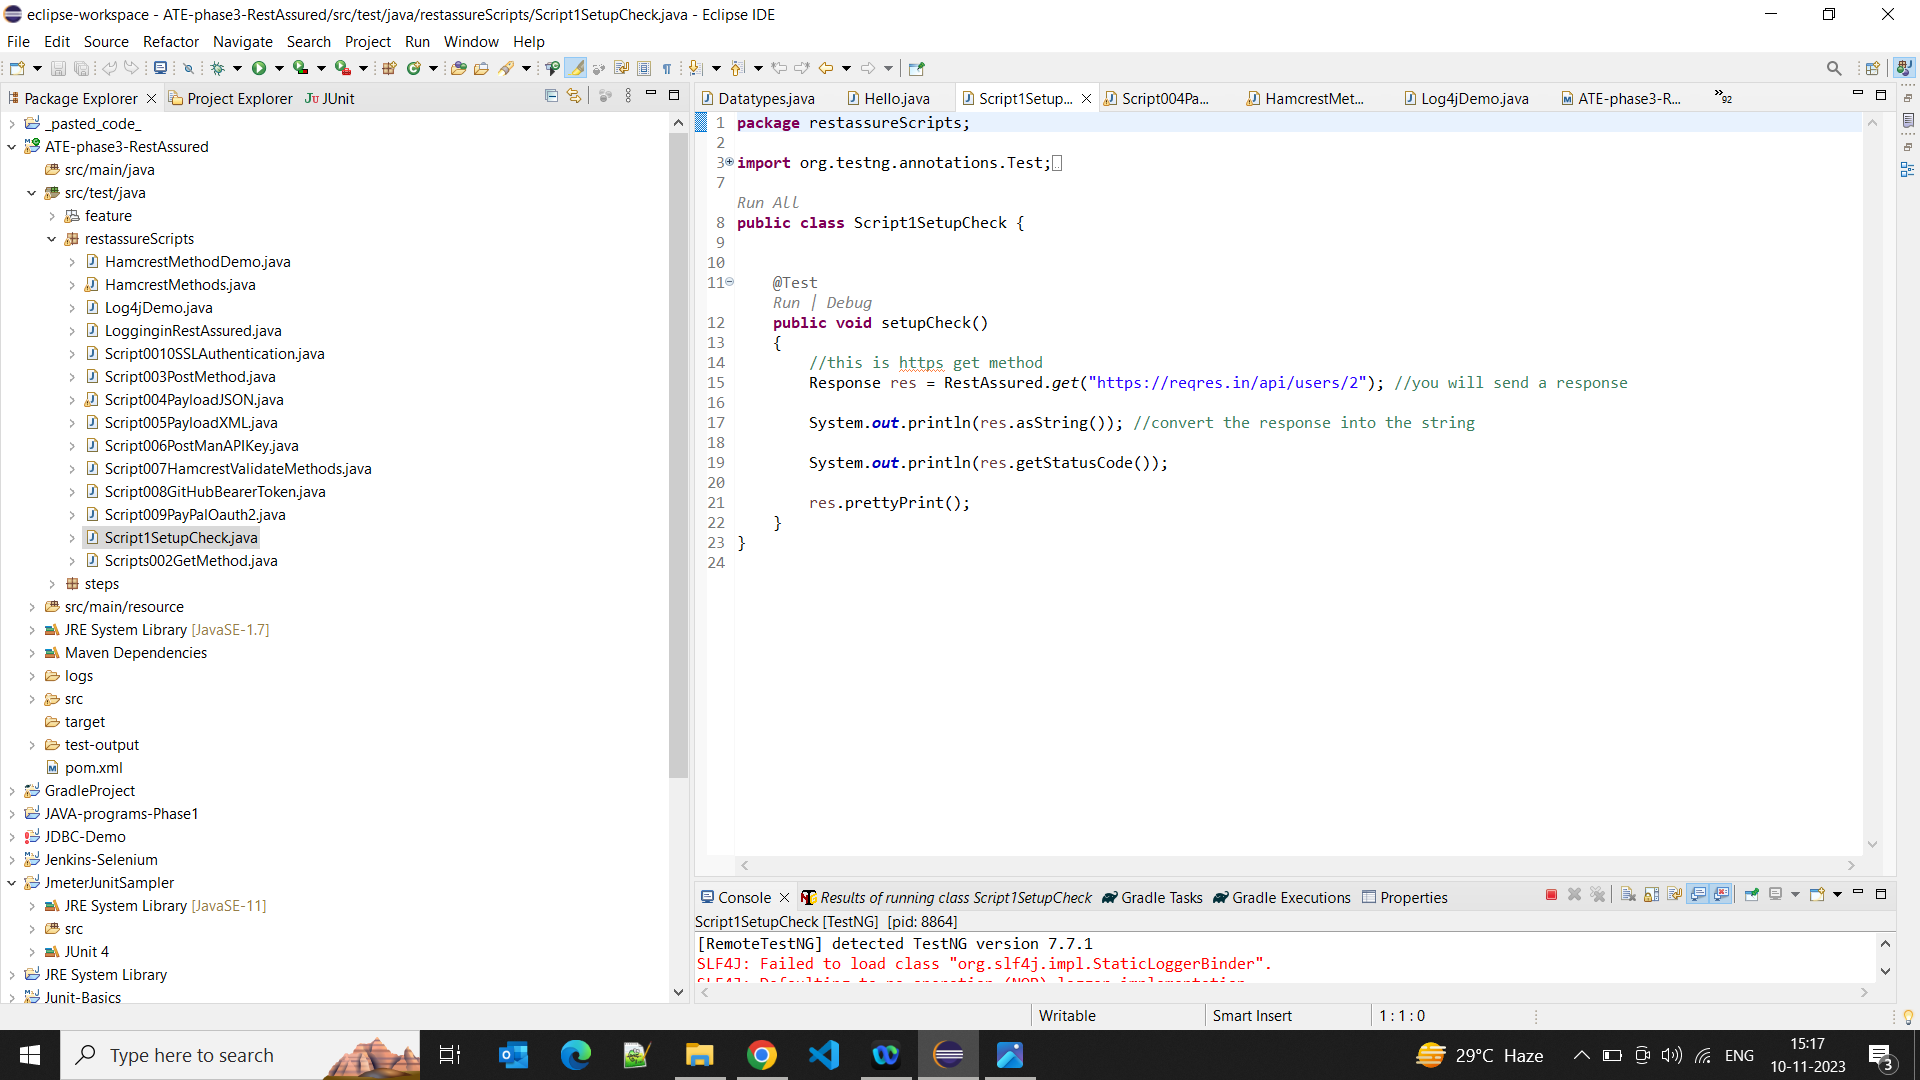 eclipse-workspace - ATE-phase3-RestAssured/src/test/java/restassureScripts/Script1SetupCheck.java - Eclipse IDE
File Edit Source Refactor Navigate Search Project Run Window Help
Package Explorer Project Explorer JUnit
_pasted_code_
ATE-phase3-RestAssured
src/main/java
src/test/java
feature
restassureScripts
HamcrestMethodDemo.java
HamcrestMethods.java
Log4jDemo.java
LogginginRestAssured.java
Script0010SSLAuthentication.java
Script003PostMethod.java
Script004PayloadJSON.java
Script005PayloadXML.java
Script006PostManAPIKey.java
Script007HamcrestValidateMethods.java
Script008GitHubBearerToken.java
Script009PayPalOauth2.java
Script1SetupCheck.java
Scripts002GetMethod.java
steps
src/main/resource
JRE System Library [JavaSE-1.7]
Maven Dependencies
logs
src
target
test-output
pom.xml
GradleProject
JAVA-programs-Phase1
JDBC-Demo
Jenkins-Selenium
JmeterJunitSampler
JRE System Library [JavaSE-11]
src
JUnit 4
JRE System Library
Junit-Basics
Datatypes.java Hello.java Script1Setup... Script004Pa... HamcrestMet... Log4jDemo.java ATE-phase3-R... »92
1 package restassureScripts;
2
3 import org.testng.annotations.Test;
7
Run All
8 public class Script1SetupCheck {
9
10
11 @Test
Run | Debug
12 public void setupCheck()
13 {
14 //this is https get method
15 Response res = RestAssured.get("https://reqres.in/api/users/2"); //you will send a response
16
17 System.out.println(res.asString()); //convert the response into the string
18
19 System.out.println(res.getStatusCode());
20
21 res.prettyPrint();
22 }
23 }
24
Console Results of running class Script1SetupCheck Gradle Tasks Gradle Executions Properties
Script1SetupCheck [TestNG] [pid: 8864]
[RemoteTestNG] detected TestNG version 7.7.1
SLF4J: Failed to load class "org.slf4j.impl.StaticLoggerBinder".
SLF4J: Defaulting to no-operation (NOP) logger implementation
Writable Smart Insert 1 : 1 : 0
Type here to search
29°C Haze
ENG
15:17
10-11-2023
3